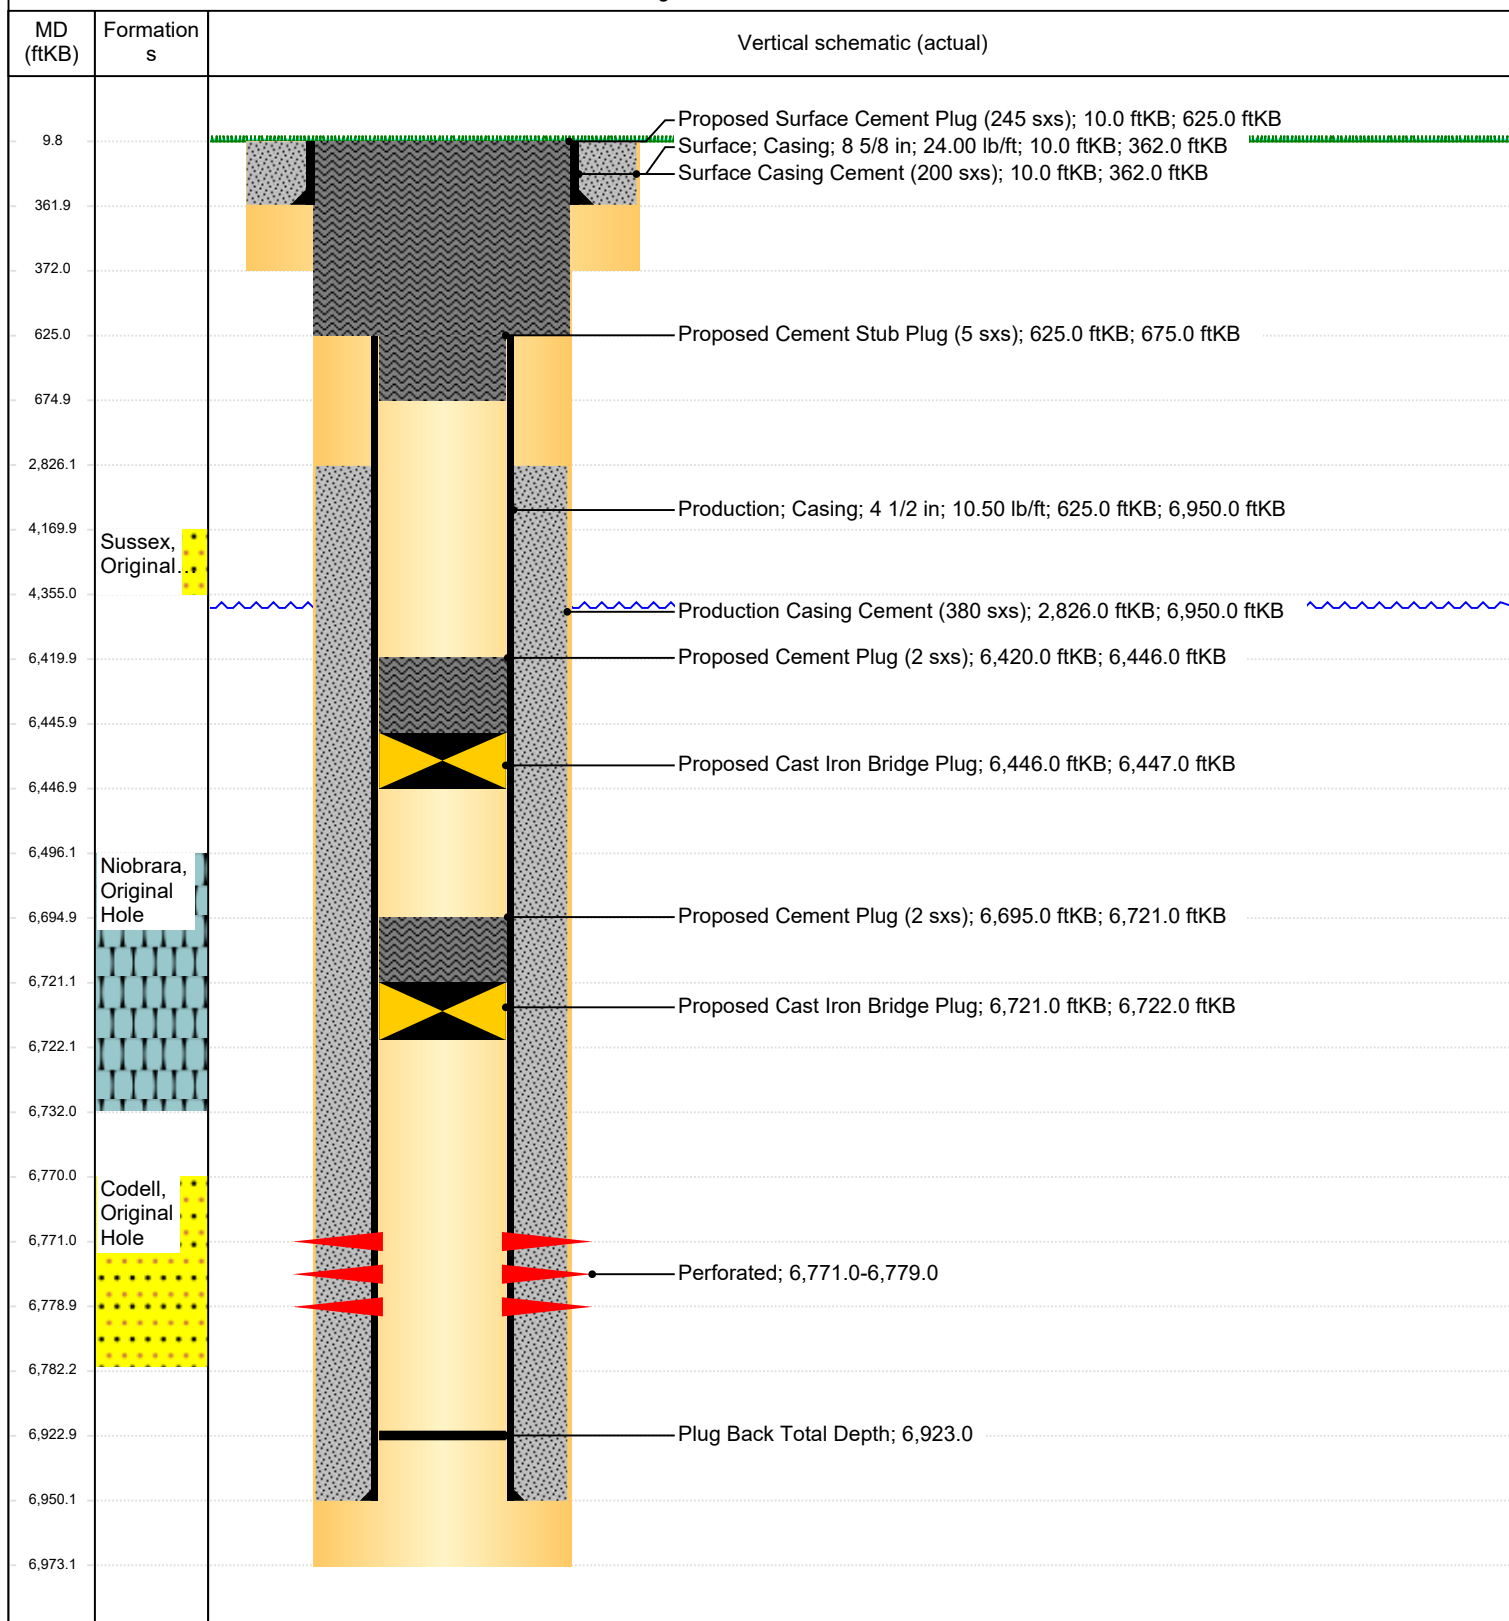 MD
(ftKB)
Formation
s
Vertical schematic (actual)
9.8
361.9
372.0
625.0
674.9
2,826.1
4,169.9
4,355.0
6,419.9
6,445.9
6,446.9
6,496.1
6,694.9
6,721.1
6,722.1
6,732.0
6,770.0
6,771.0
6,778.9
6,782.2
6,922.9
6,950.1
6,973.1
Sussex,
Original...
Niobrara,
Original
Hole
Codell,
Original
Hole
Proposed Surface Cement Plug (245 sxs); 10.0 ftKB; 625.0 ftKB
Surface; Casing; 8 5/8 in; 24.00 lb/ft; 10.0 ftKB; 362.0 ftKB
Surface Casing Cement (200 sxs); 10.0 ftKB; 362.0 ftKB
Proposed Cement Stub Plug (5 sxs); 625.0 ftKB; 675.0 ftKB
Production; Casing; 4 1/2 in; 10.50 lb/ft; 625.0 ftKB; 6,950.0 ftKB
Production Casing Cement (380 sxs); 2,826.0 ftKB; 6,950.0 ftKB
Proposed Cement Plug (2 sxs); 6,420.0 ftKB; 6,446.0 ftKB
Proposed Cast Iron Bridge Plug; 6,446.0 ftKB; 6,447.0 ftKB
Proposed Cement Plug (2 sxs); 6,695.0 ftKB; 6,721.0 ftKB
Proposed Cast Iron Bridge Plug; 6,721.0 ftKB; 6,722.0 ftKB
Perforated; 6,771.0-6,779.0
Plug Back Total Depth; 6,923.0